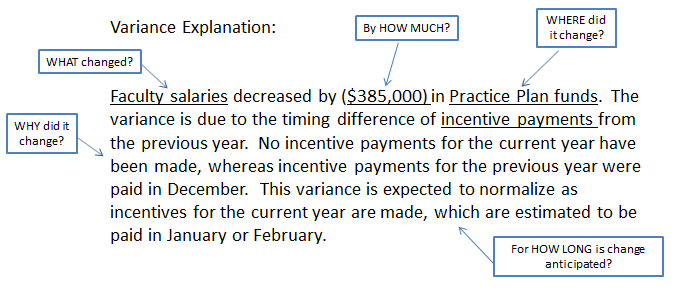 Variance Explanation:
By HOW MUCH?
WHERE did
it change?
WHAT changed?
Faculty salaries decreased by ($385,000) in Practice Plan funds.  The
variance is due to the timing difference of incentive payments from
the previous year.  No incentive payments for the current year have
been made, whereas incentive payments for the previous year were
paid in December.  This variance is expected to normalize as
incentives for the current year are made, which are estimated to be
paid in January or February.
WHY did it
change?
For HOW LONG is change
anticipated?